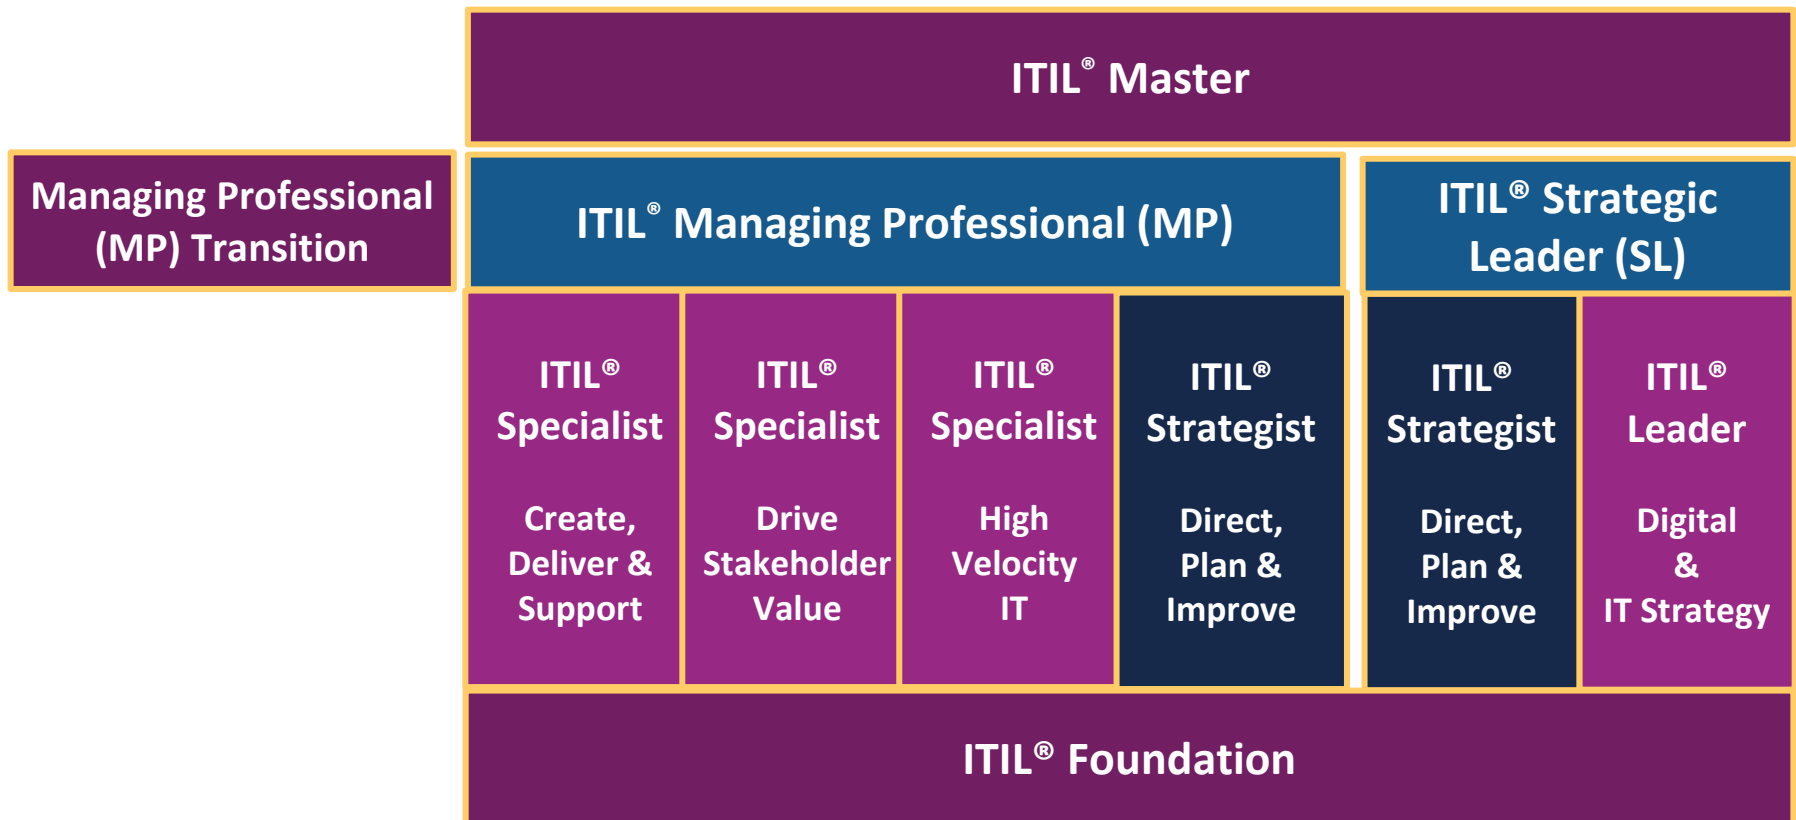 ITIL® Master
Managing Professional
(MP) Transition
ITIL® Managing Professional (MP)
ITIL® Strategic
Leader (SL)
ITIL®
Specialist
Create,
Deliver &
Support
ITIL®
Specialist
Drive
Stakeholder
Value
ITIL®
Specialist
High
Velocity
IT
ITIL®
Strategist
Direct,
Plan &
Improve
ITIL®
Strategist
Direct,
Plan &
Improve
ITIL®
Leader
Digital
&
IT Strategy
ITIL® Foundation